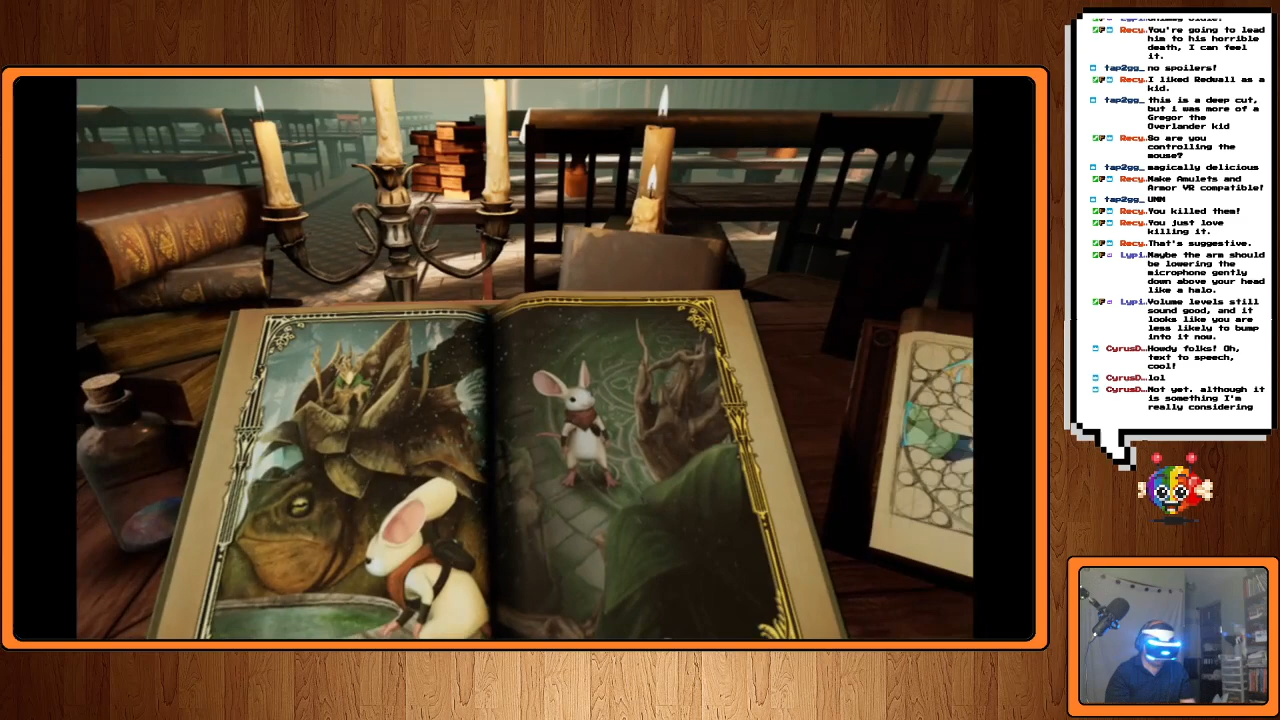 Recy..You're going to lead
him to his horrible
death, I can feel
it.
tap2gg_ no spoilers!
Recy..I liked Redwall as a
kid.
tap2gg_ this is a deep cut,
but i was more of a
Gregor the
Overlander kid
Recy..So are you
controlling the
mouse?
tap2gg_ magically delicious
Recy..Make Amulets and
Armor VR compatible!
tap2gg_ UMM
Recy..You killed them!
Recy..You just love
killing it.
Recy..That's suggestive.
Lypi..Maybe the arm should
be lowering the
microphone gently
down above your head
like a halo.
Lypi..Volume levels still
sound good, and it
looks like you are
less likely to bump
into it now.
CyrusD..Howdy folks! Oh,
text to speech,
cool!
CyrusD..lol
CyrusD..Not yet, although it
is something I'm
really considering